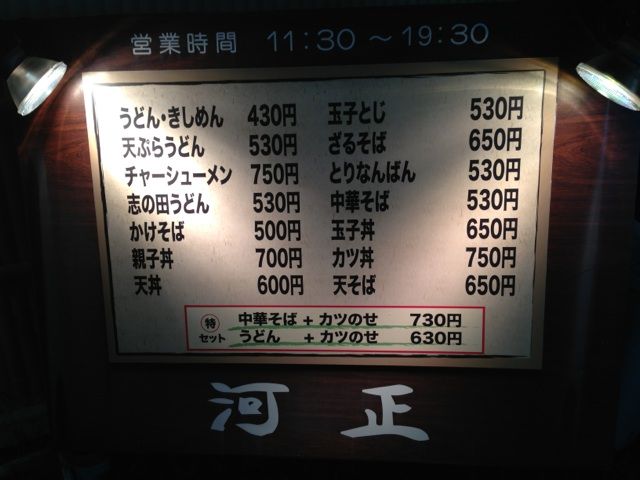 営業時間 11:30 〜 19:30
うどん・きしめん 430円 玉子とじ 530円
天ぷらうどん 530円 ざるそば 650円
チャーシューメン 750円 とりなんばん 530円
志の田うどん 530円 中華そば 530円
かけそば 500円 玉子丼 650円
親子丼 700円 カツ丼 750円
天丼 600円 天そば 650円
特 中華そば + カツのせ 730円
セット うどん + カツのせ 630円
河 正